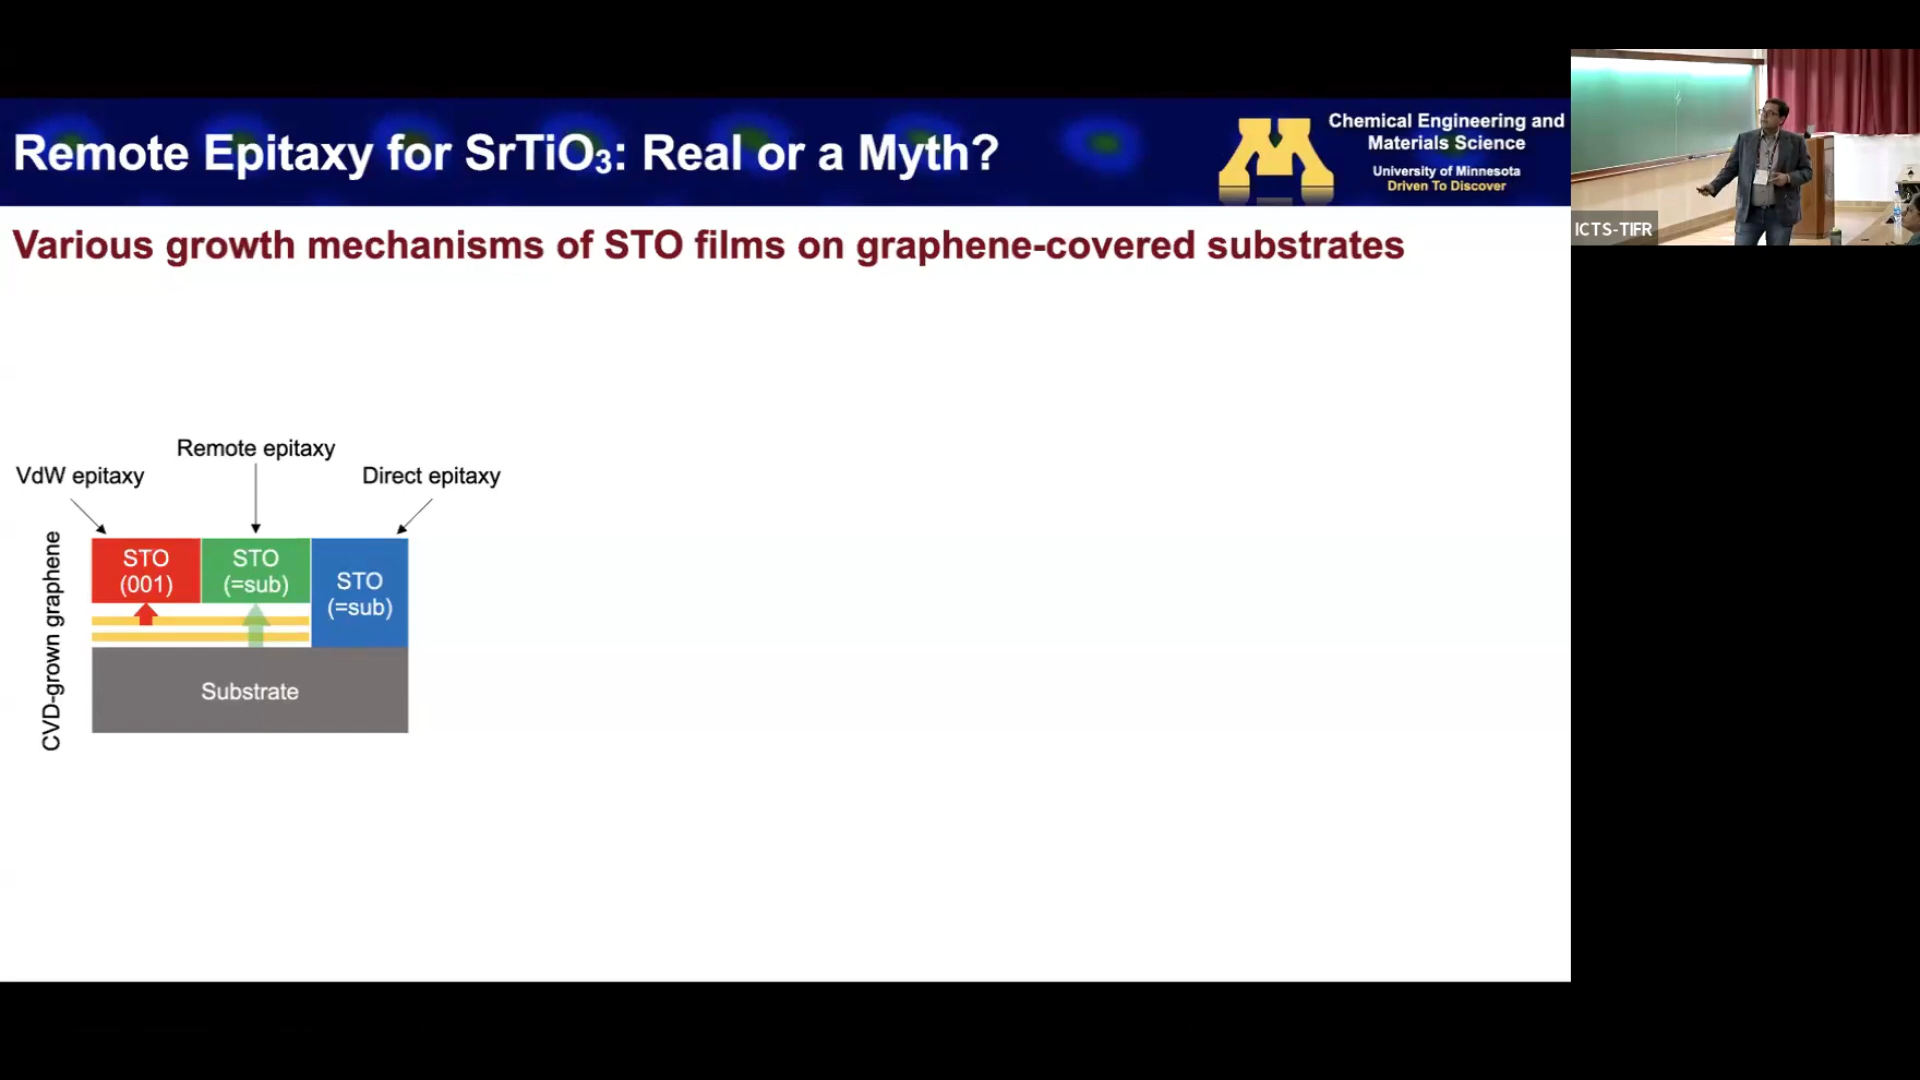 Remote Epitaxy for SrTiO₃: Real or a Myth?
Chemical Engineering and
Materials Science
University of Minnesota
Driven To Discover
ICTS-TIFR
Various growth mechanisms of STO films on graphene-covered substrates
Remote epitaxy
VdW epitaxy
Direct epitaxy
CVD-grown graphene
STO
(001)
STO
(=sub)
STO
(=sub)
Substrate